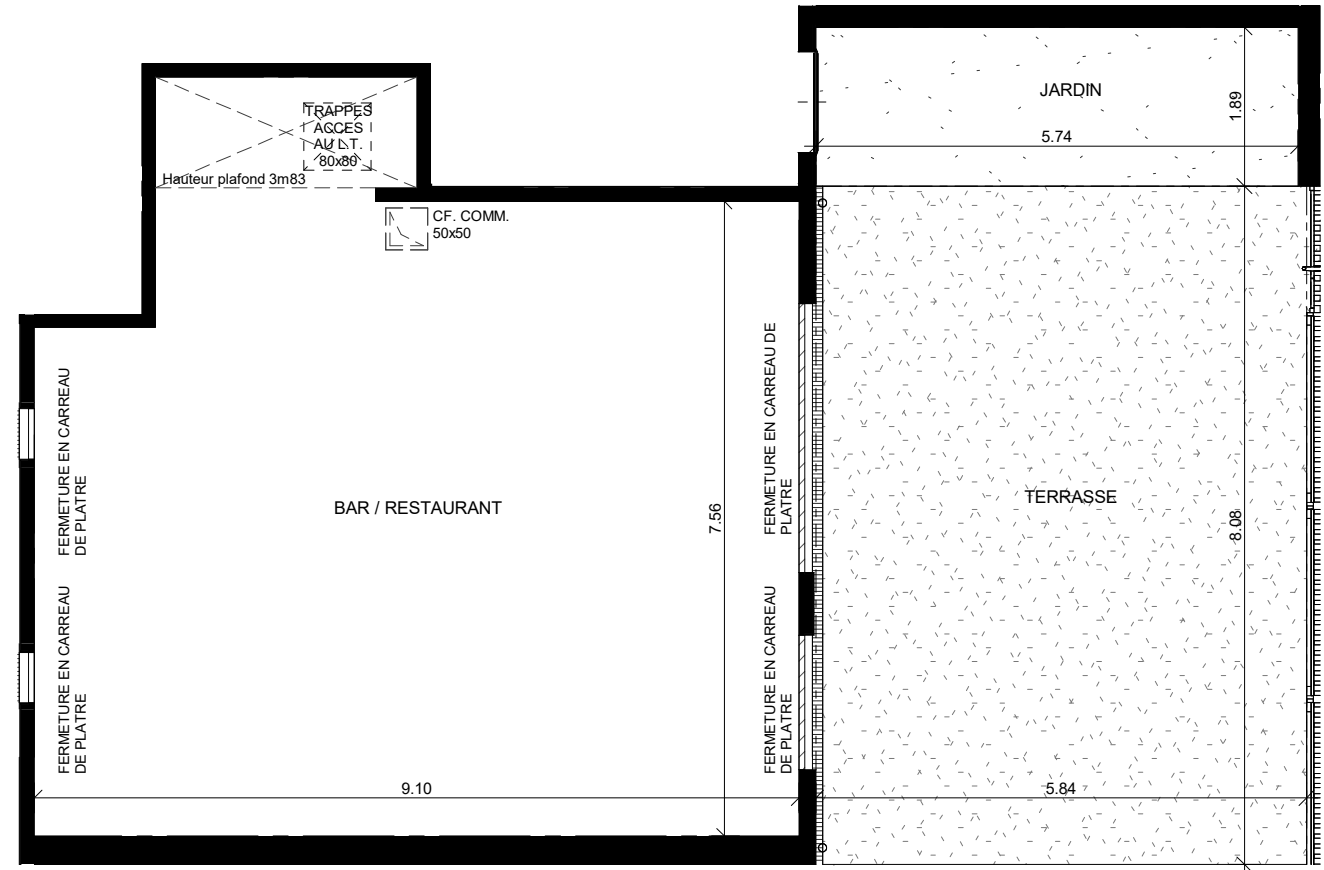 JARDIN
1.89
5.74
TRAPPES
ACCES
AU L.T.
80x80
Hauteur plafond 3m83
CF. COMM.
50x50
FERMETURE EN CARREAU
DE PLATRE
FERMETURE EN CARREAU DE
PLATRE
BAR / RESTAURANT
7.56
TERRASSE
8.08
FERMETURE EN CARREAU
DE PLATRE
FERMETURE EN CARREAU
DE PLATRE
9.10
5.84